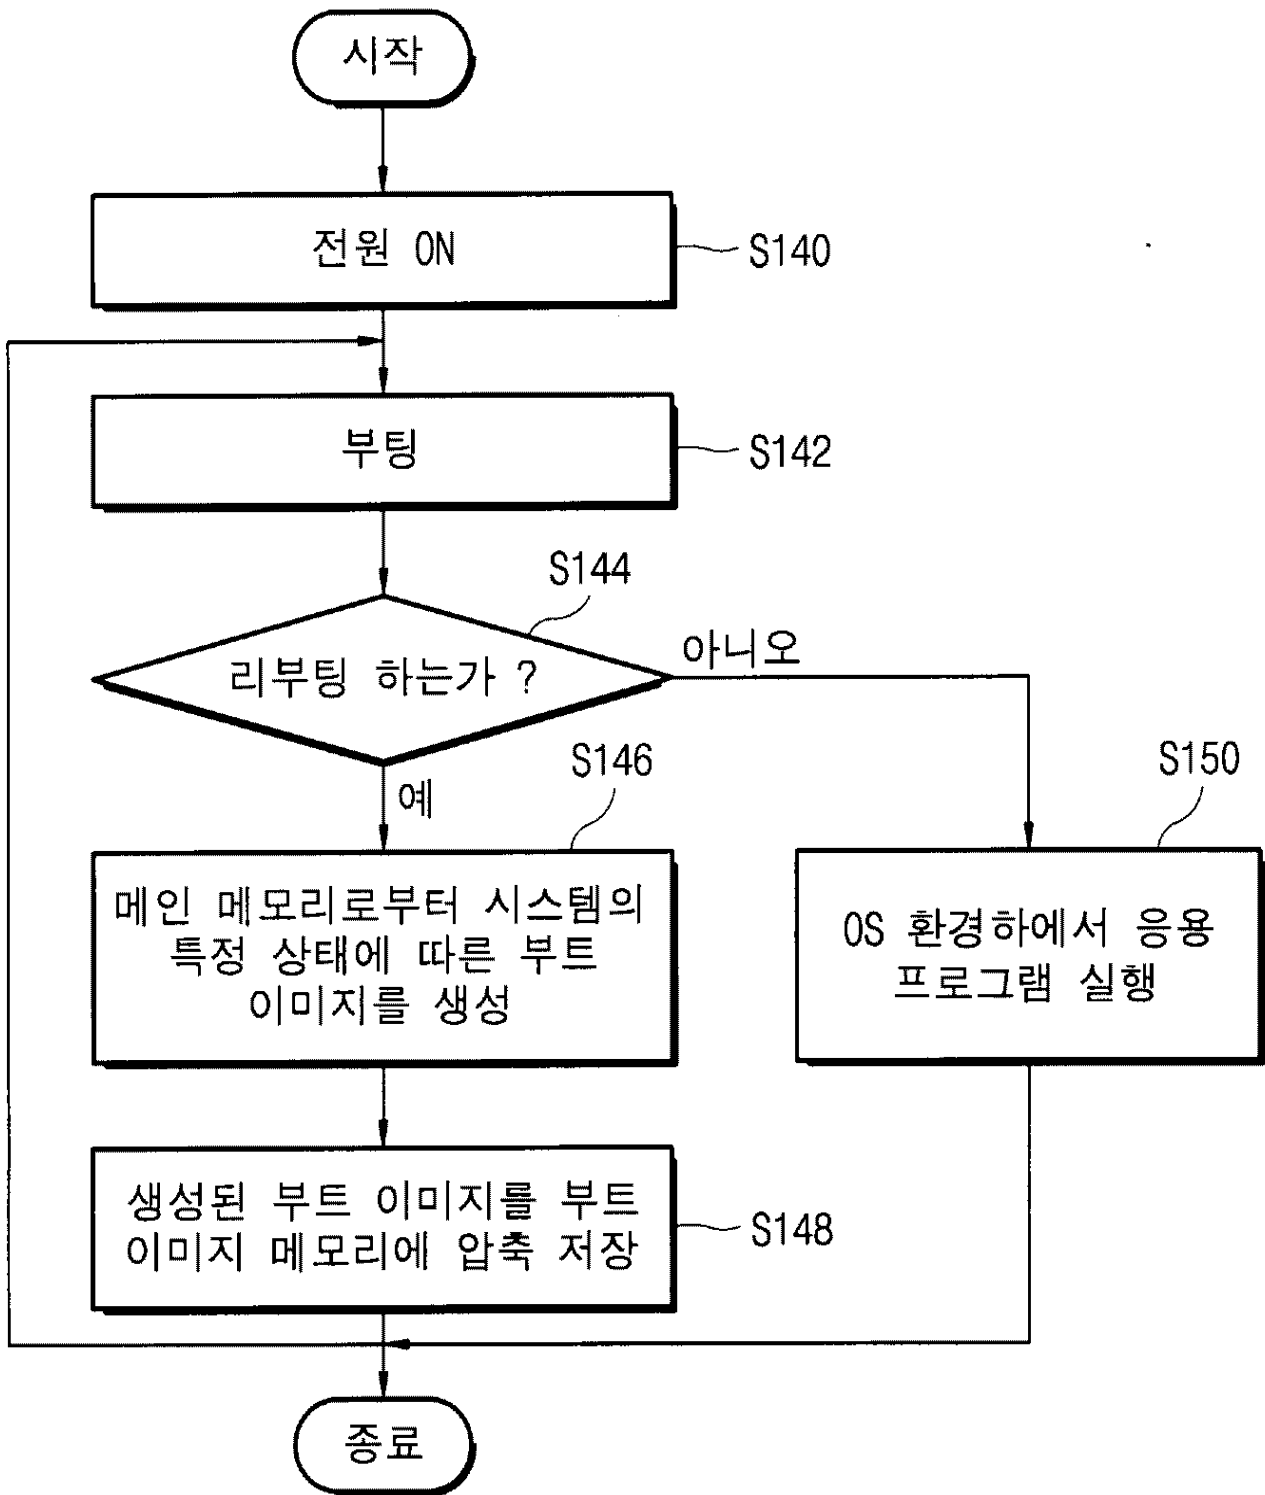 시작
전원 ON
S140
부팅
S142
S144
리부팅 하는가 ?
아니오
예
S146
S150
메인 메모리로부터 시스템의
특정 상태에 따른 부트
이미지를 생성
OS 환경하에서 응용
프로그램 실행
생성된 부트 이미지를 부트
이미지 메모리에 압축 저장
S148
종료